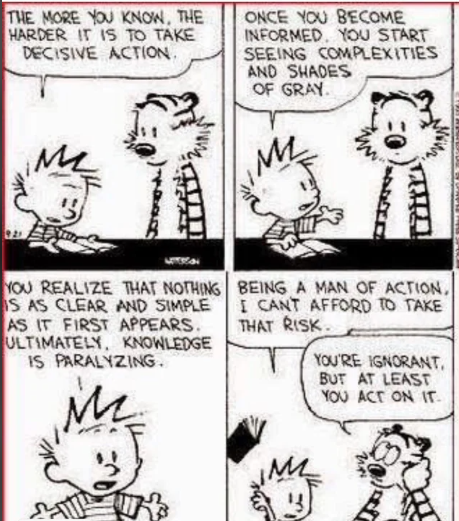 THE MORE YOU KNOW, THE
HARDER IT IS TO TAKE
DECISIVE ACTION.
ONCE YOU BECOME
INFORMED, YOU START
SEEING COMPLEXITIES
AND SHADES
OF GRAY.
9-21
WATTERSON
YOU REALIZE THAT NOTHING
IS AS CLEAR AND SIMPLE
AS IT FIRST APPEARS.
ULTIMATELY, KNOWLEDGE
IS PARALYZING.
BEING A MAN OF ACTION,
I CAN'T AFFORD TO TAKE
THAT RISK.
YOU'RE IGNORANT,
BUT AT LEAST
YOU ACT ON IT.